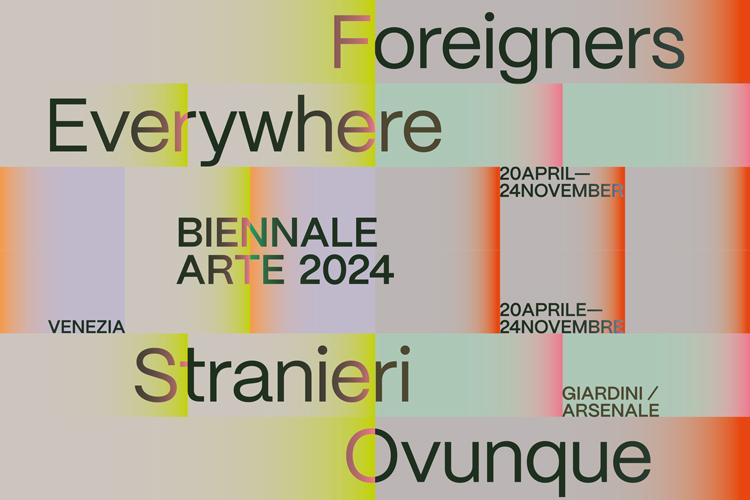 Foreigners
Everywhere
20APRIL—
24NOVEMBER
BIENNALE
ARTE 2024
20APRILE—
24NOVEMBRE
VENEZIA
Stranieri
GIARDINI /
ARSENALE
Ovunque